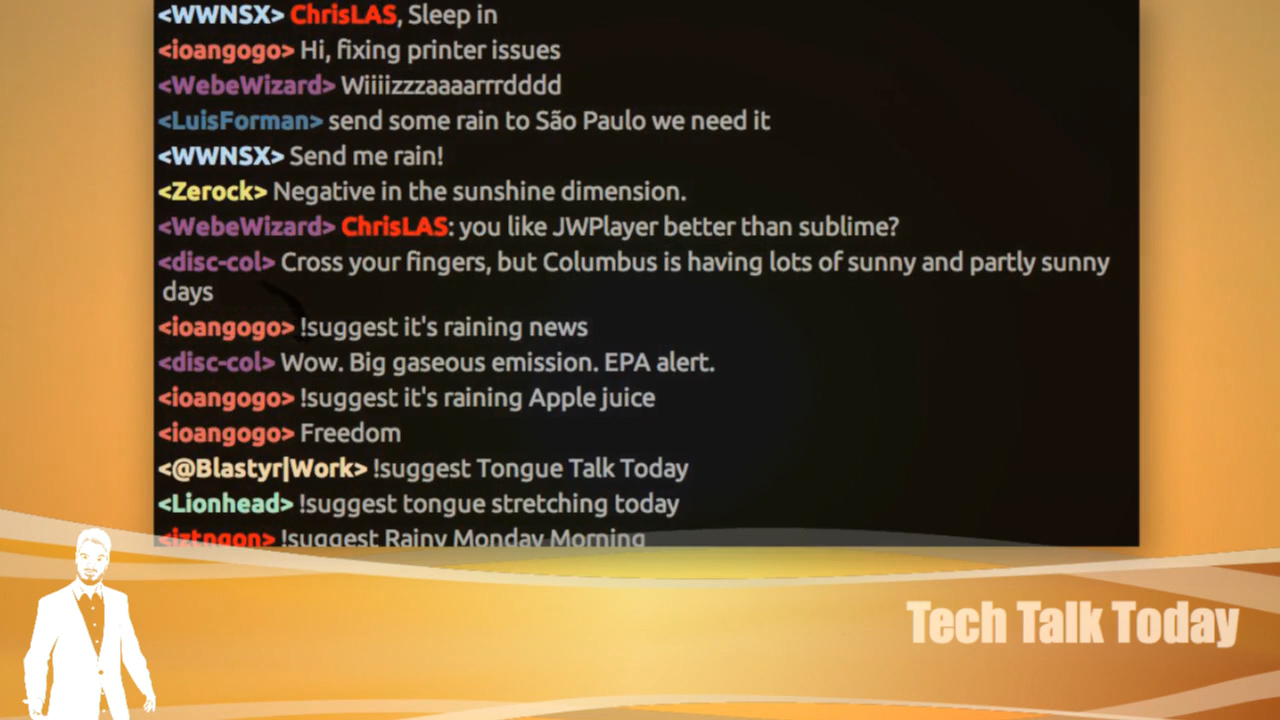 <WWNSX> ChrisLAS, Sleep in
<ioangogo> Hi, fixing printer issues
<WebeWizard> Wiiiizzzaaaarrrdddd
<LuisForman> send some rain to São Paulo we need it
<WWNSX> Send me rain!
<Zerock> Negative in the sunshine dimension.
<WebeWizard> ChrisLAS: you like JWPlayer better than sublime?
<disc-col> Cross your fingers, but Columbus is having lots of sunny and partly sunny
days
<ioangogo> !suggest it's raining news
<disc-col> Wow. Big gaseous emission. EPA alert.
<ioangogo> !suggest it's raining Apple juice
<ioangogo> Freedom
<@Blastyr|Work> !suggest Tongue Talk Today
<Lionhead> !suggest tongue stretching today
<iztngon> !suggest Rainy Monday Morning
Tech Talk Today